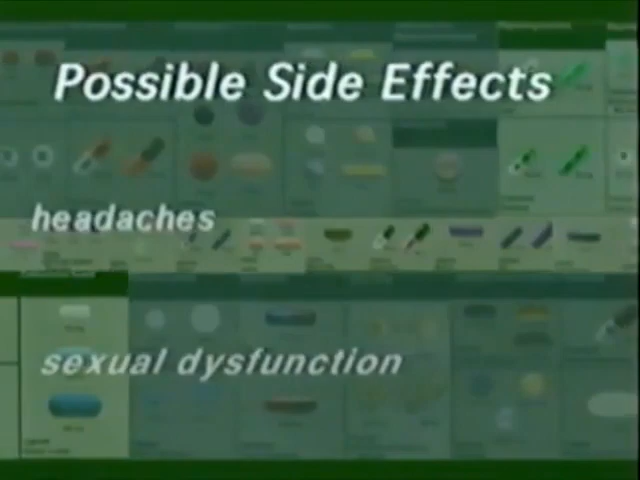 Possible Side Effects
headaches
sexual dysfunction